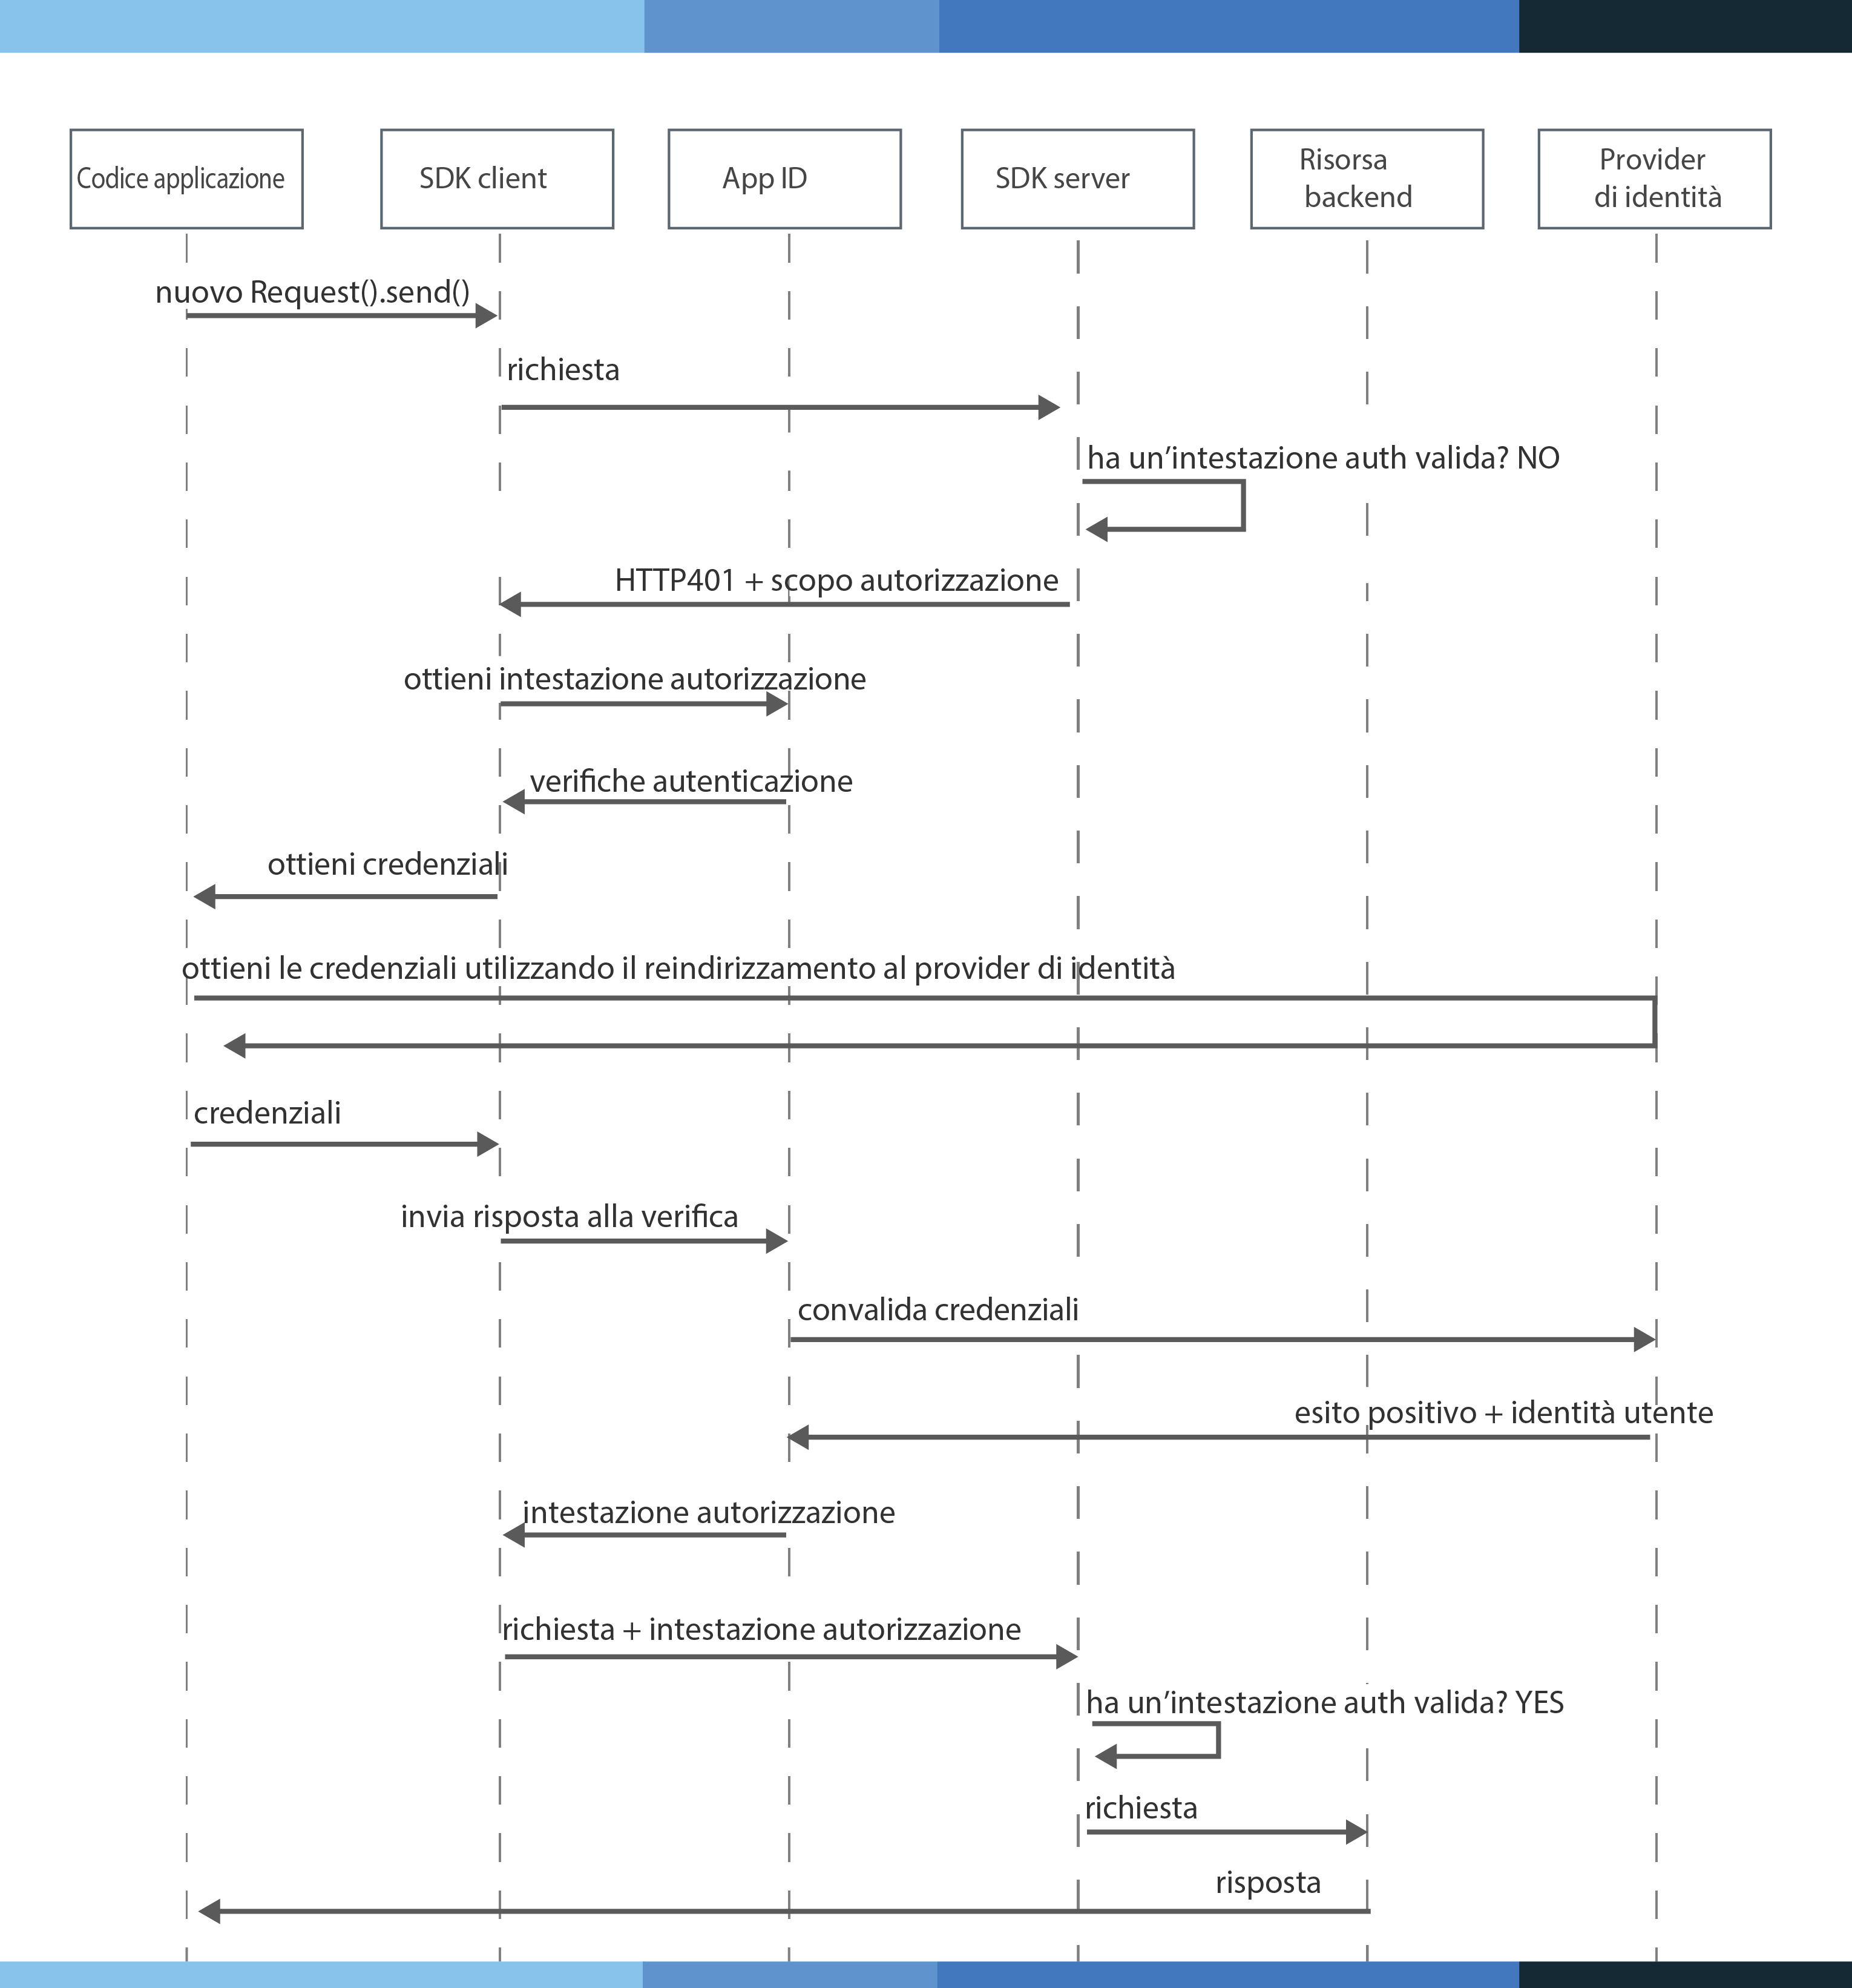 Codice applicazione
SDK client
App ID
SDK server
Risorsa
backend
Provider
di identità
nuovo Request().send()
richiesta
ha un’intestazione auth valida? NO
HTTP401 + scopo autorizzazione
ottieni intestazione autorizzazione
verifiche autenticazione
ottieni credenziali
ottieni le credenziali utilizzando il reindirizzamento al provider di identità
credenziali
invia risposta alla verifica
convalida credenziali
esito positivo + identità utente
intestazione autorizzazione
richiesta + intestazione autorizzazione
ha un’intestazione auth valida? YES
richiesta
risposta